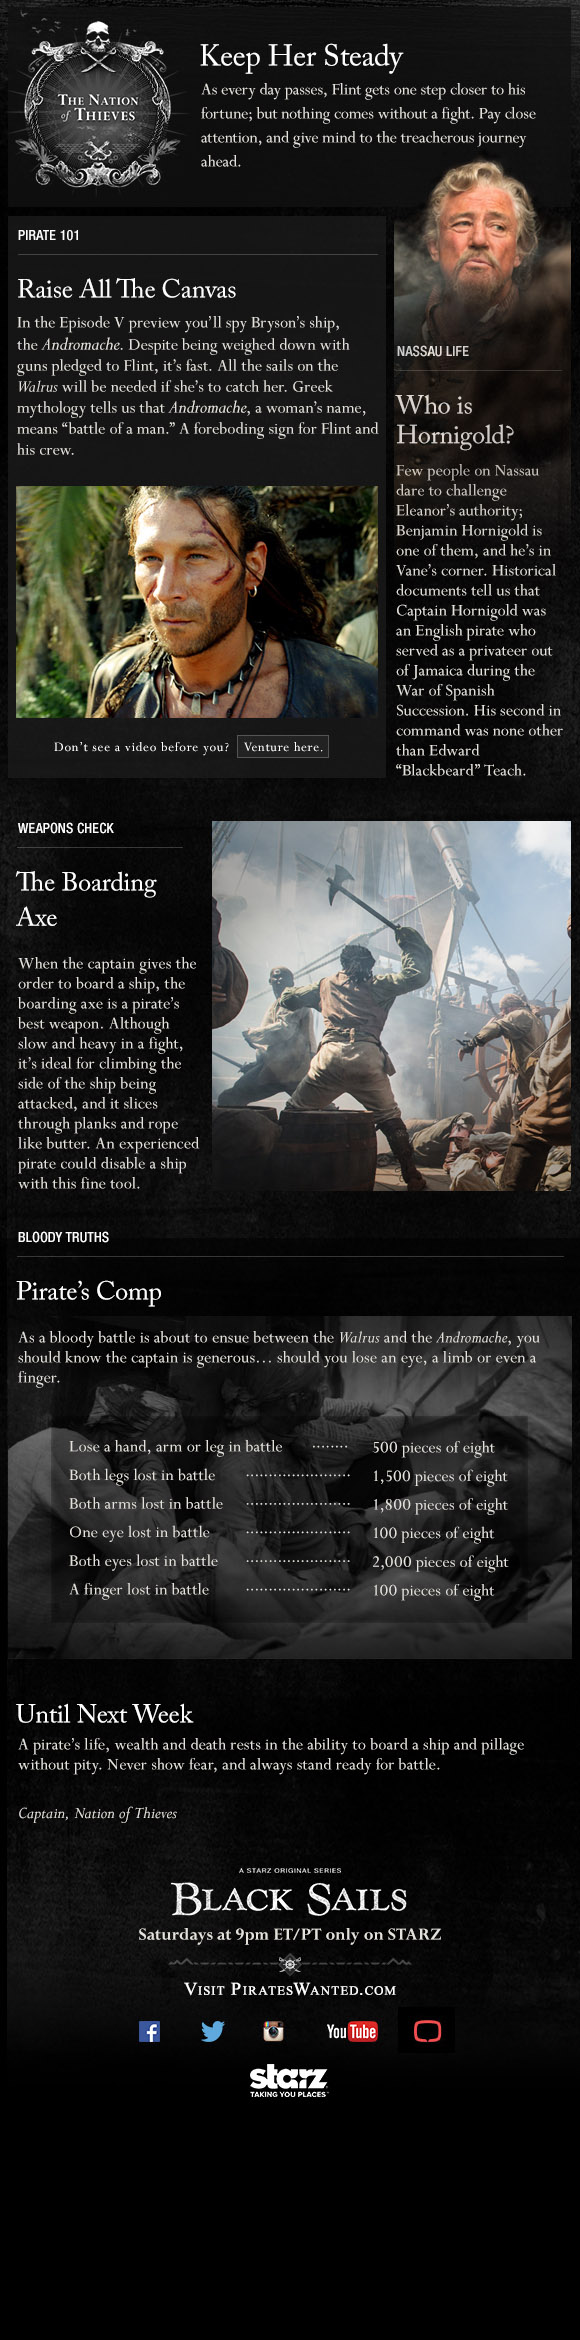 The Nation
of Thieves
Keep Her Steady
As every day passes, Flint gets one step closer to his
fortune; but nothing comes without a fight. Pay close
attention, and give mind to the treacherous journey
ahead.
PIRATE 101
Raise All The Canvas
In the Episode V preview you’ll spy Bryson’s ship,
the Andromache. Despite being weighed down with
guns pledged to Flint, it’s fast. All the sails on the
Walrus will be needed if she’s to catch her. Greek
mythology tells us that Andromache, a woman’s name,
means “battle of a man.” A foreboding sign for Flint and
his crew.
Don’t see a video before you? Venture here.
NASSAU LIFE
Who is
Hornigold?
Few people on Nassau
dare to challenge
Eleanor’s authority;
Benjamin Hornigold is
one of them, and he’s in
Vane’s corner. Historical
documents tell us that
Captain Hornigold was
an English pirate who
served as a privateer out
of Jamaica during the
War of Spanish
Succession. His second in
command was none other
than Edward
“Blackbeard” Teach.
WEAPONS CHECK
The Boarding
Axe
When the captain gives the
order to board a ship, the
boarding axe is a pirate’s
best weapon. Although
slow and heavy in a fight,
it’s ideal for climbing the
side of the ship being
attacked, and it slices
through planks and rope
like butter. An experienced
pirate could disable a ship
with this fine tool.
BLOODY TRUTHS
Pirate’s Comp
As a bloody battle is about to ensue between the Walrus and the Andromache, you
should know the captain is generous… should you lose an eye, a limb or even a
finger.
Lose a hand, arm or leg in battle ........ 500 pieces of eight
Both legs lost in battle ....................... 1,500 pieces of eight
Both arms lost in battle ....................... 1,800 pieces of eight
One eye lost in battle ....................... 100 pieces of eight
Both eyes lost in battle ....................... 2,000 pieces of eight
A finger lost in battle ....................... 100 pieces of eight
Until Next Week
A pirate’s life, wealth and death rests in the ability to board a ship and pillage
without pity. Never show fear, and always stand ready for battle.
Captain, Nation of Thieves
A STARZ ORIGINAL SERIES
Black Sails
Saturdays at 9pm ET/PT only on STARZ
Visit PiratesWanted.com
f
YouTube
starz
TAKING YOU PLACES